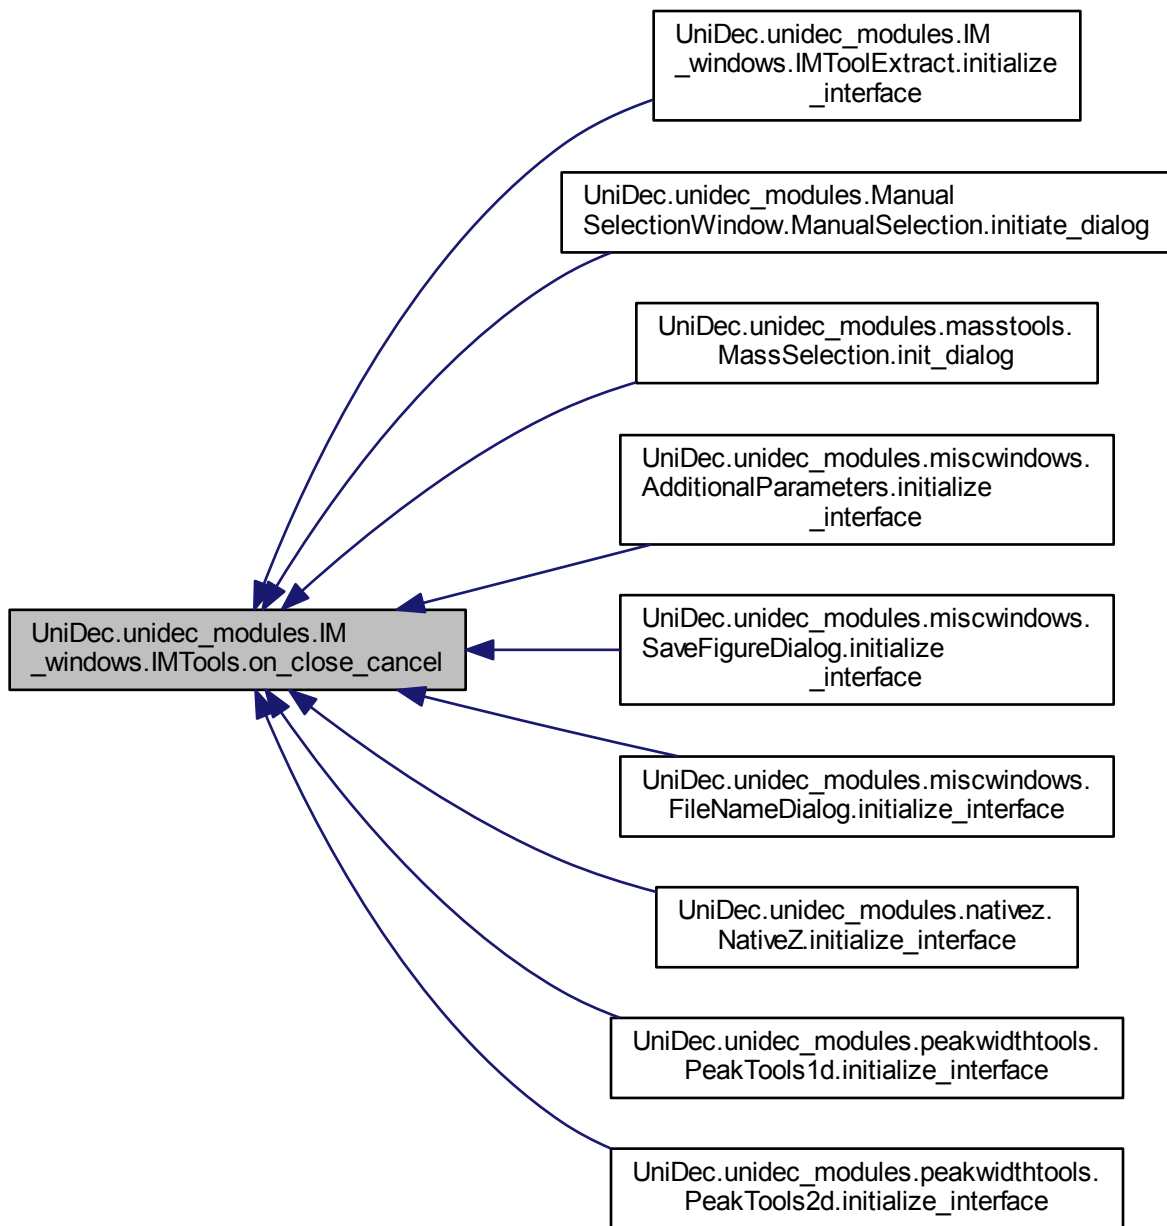 UniDec.unidec_modules.IM
_windows.IMToolExtract.initialize
_interface
UniDec.unidec_modules.Manual
SelectionWindow.ManualSelection.initiate_dialog
UniDec.unidec_modules.masstools.
MassSelection.init_dialog
UniDec.unidec_modules.miscwindows.
AdditionalParameters.initialize
_interface
UniDec.unidec_modules.IM
_windows.IMTools.on_close_cancel
UniDec.unidec_modules.miscwindows.
SaveFigureDialog.initialize
_interface
UniDec.unidec_modules.miscwindows.
FileNameDialog.initialize_interface
UniDec.unidec_modules.nativez.
NativeZ.initialize_interface
UniDec.unidec_modules.peakwidthtools.
PeakTools1d.initialize_interface
UniDec.unidec_modules.peakwidthtools.
PeakTools2d.initialize_interface